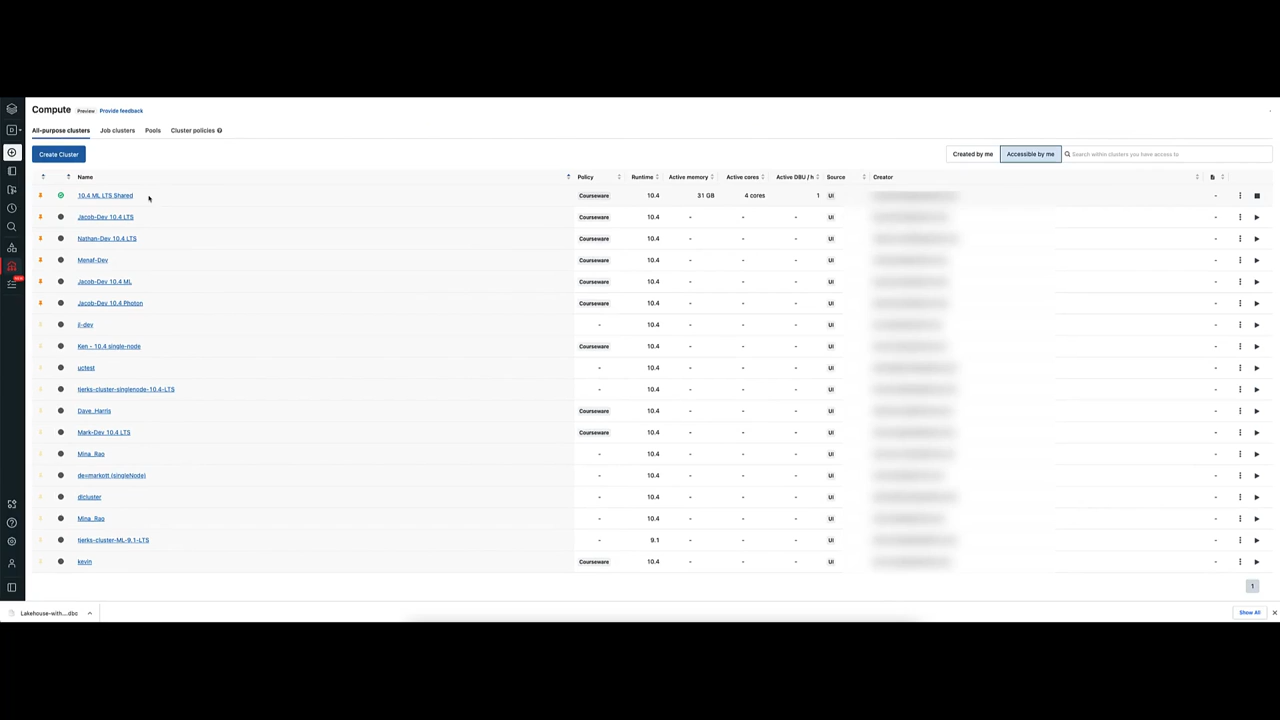 Compute Preview Provide feedback
All-purpose clusters Job clusters Pools Cluster policies
Create Cluster Created by me Accessible by me Search within clusters you have access to
Name Policy Runtime Active memory Active cores Active DBU / h Source Creator
10.4 ML LTS Shared Courseware 10.4 31 GB 4 cores 1 UI -
Jacob-Dev 10.4 LTS Courseware 10.4 - - - UI -
Nathan-Dev 10.4 LTS Courseware 10.4 - - - UI -
Menaf-Dev Courseware 10.4 - - - UI -
Jacob-Dev 10.4 ML Courseware 10.4 - - - UI -
Jacob-Dev 10.4 Photon Courseware 10.4 - - - UI -
ji-dev - 10.4 - - - UI -
Ken - 10.4 single-node Courseware 10.4 - - - UI -
uctest - 10.4 - - - UI -
tjerks-cluster-singlenode-10.4-LTS - 10.4 - - - UI -
Dave_Harris Courseware 10.4 - - - UI -
Mark-Dev 10.4 LTS Courseware 10.4 - - - UI -
Mina_Rao - 10.4 - - - UI -
de=markott (singleNode) - 10.4 - - - UI -
dlcluster - 10.4 - - - UI -
Mina_Rao - 10.4 - - - UI -
tjerks-cluster-ML-9.1-LTS - 9.1 - - - UI -
kevin Courseware 10.4 - - - UI -
1
Lakehouse-with....dbc Show All